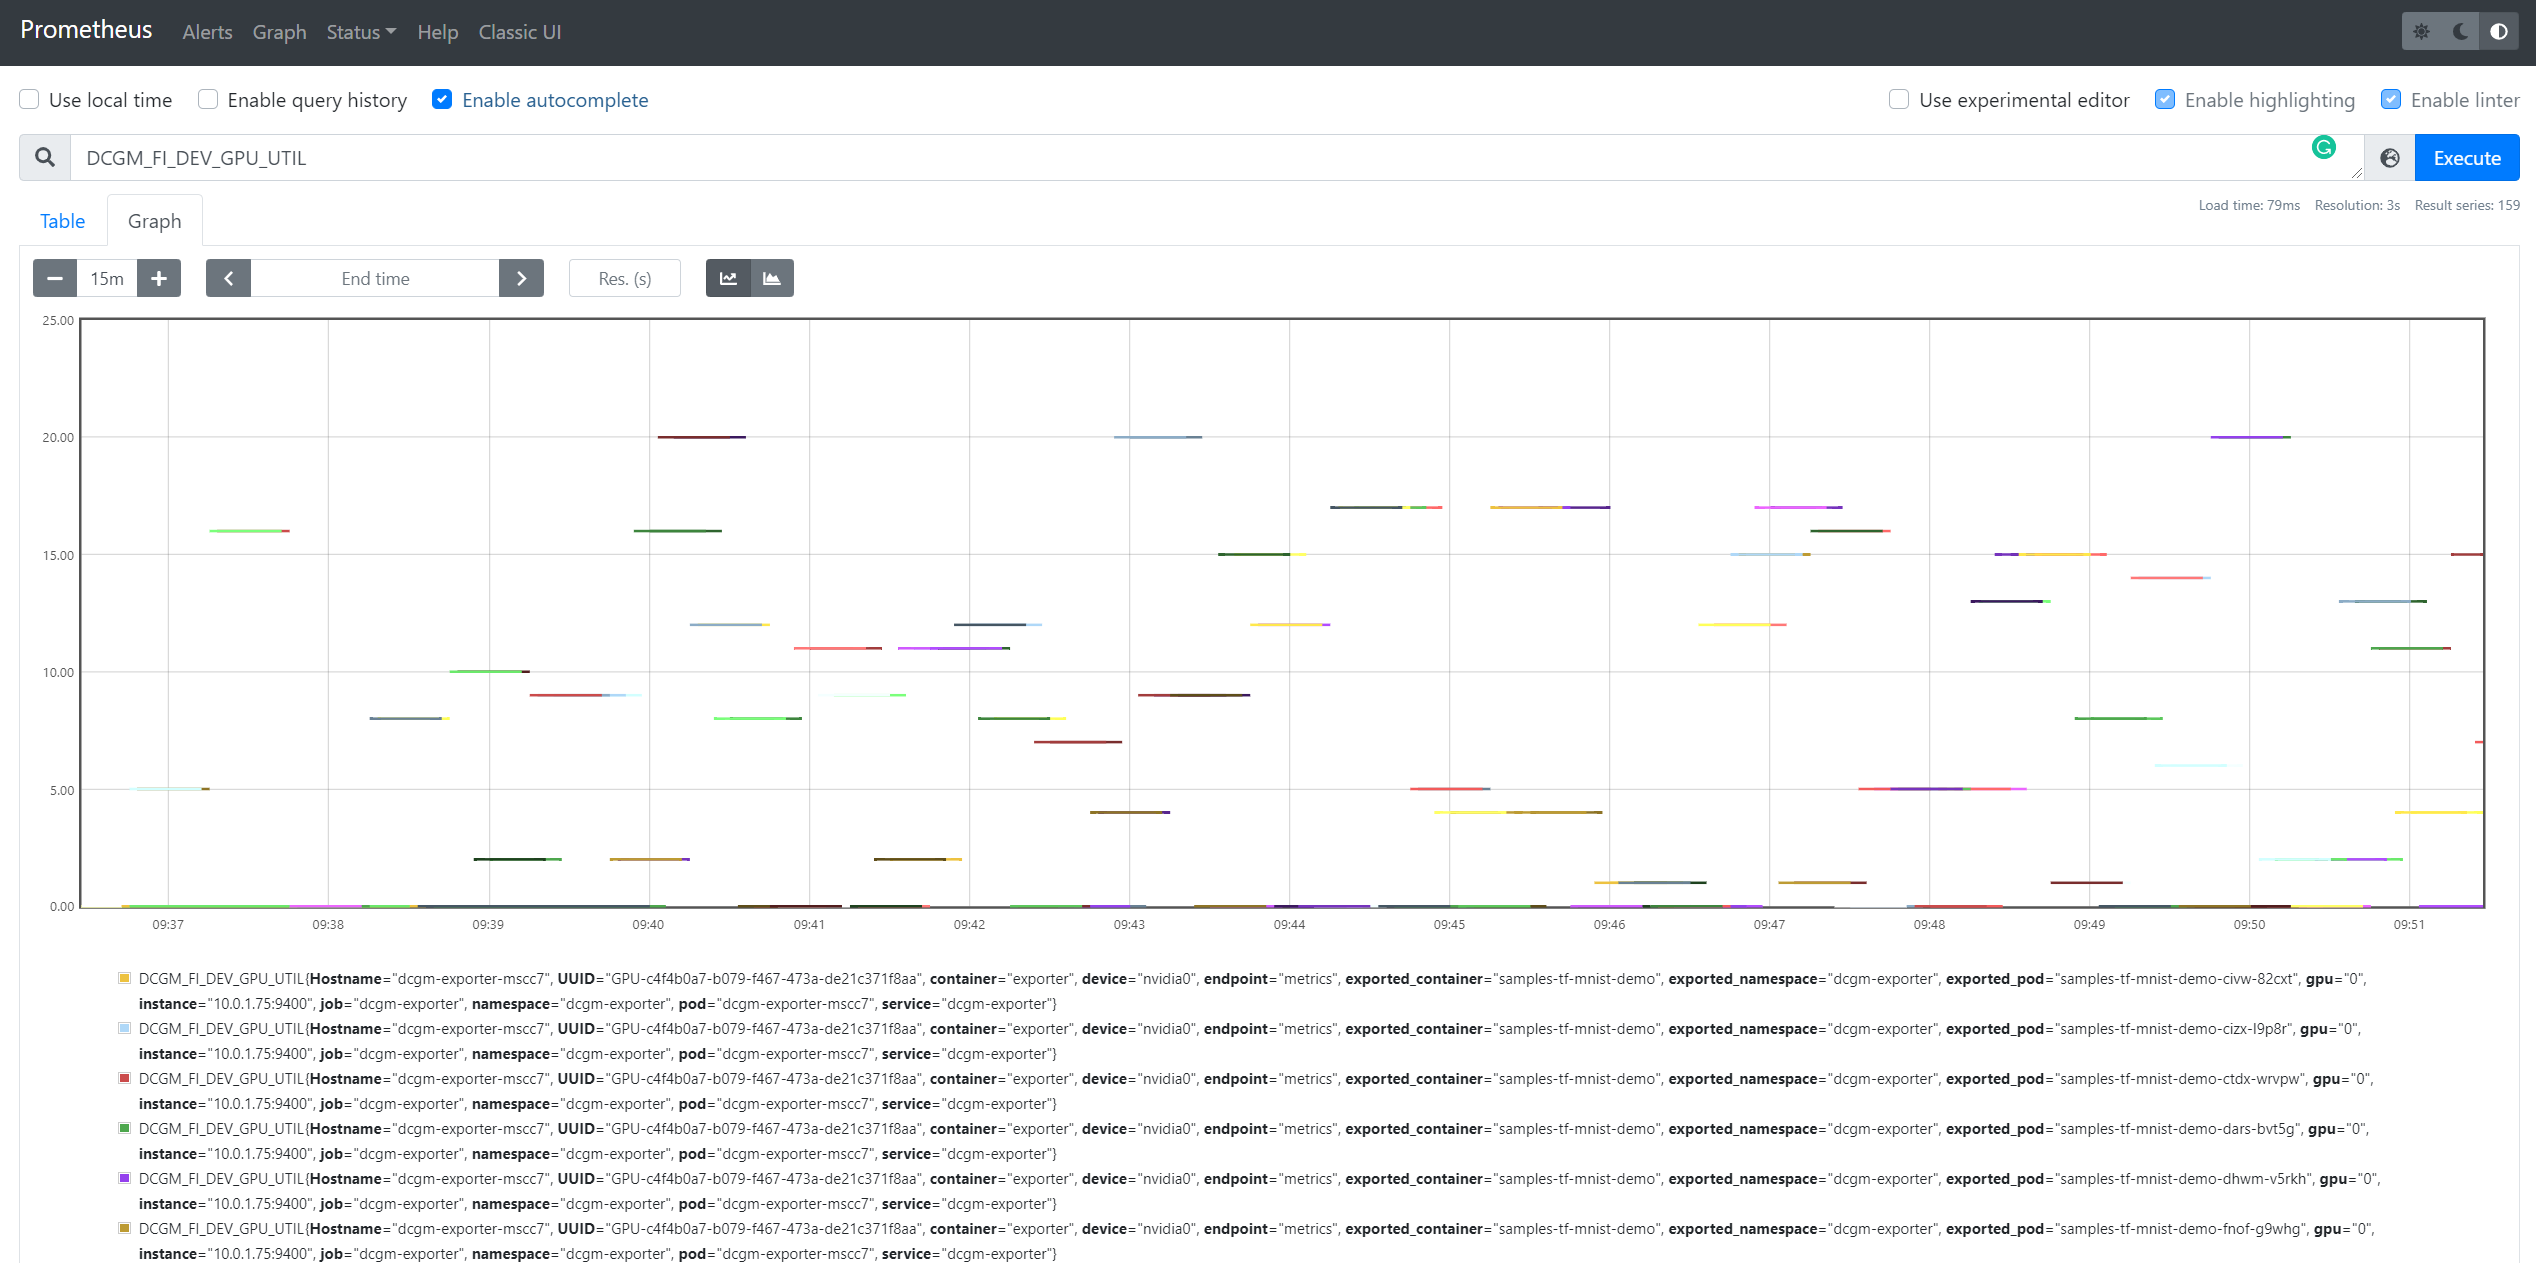 Prometheus Alerts Graph Status Help Classic UI
Use local time Enable query history Enable autocomplete Use experimental editor Enable highlighting Enable linter
DCGM_FI_DEV_GPU_UTIL Execute
Load time: 79ms Resolution: 3s Result series: 159
Table Graph
15m End time Res. (s)
25.00
20.00
15.00
10.00
5.00
0.00
09:37 09:38 09:39 09:40 09:41 09:42 09:43 09:44 09:45 09:46 09:47 09:48 09:49 09:50 09:51
DCGM_FI_DEV_GPU_UTIL{Hostname="dcgm-exporter-mscc7", UUID="GPU-c4f4b0a7-b079-f467-473a-de21c371f8aa", container="exporter", device="nvidia0", endpoint="metrics", exported_container="samples-tf-mnist-demo", exported_namespace="dcgm-exporter", exported_pod="samples-tf-mnist-demo-civw-82cxt", gpu="0",
instance="10.0.1.75:9400", job="dcgm-exporter", namespace="dcgm-exporter", pod="dcgm-exporter-mscc7", service="dcgm-exporter"}
DCGM_FI_DEV_GPU_UTIL{Hostname="dcgm-exporter-mscc7", UUID="GPU-c4f4b0a7-b079-f467-473a-de21c371f8aa", container="exporter", device="nvidia0", endpoint="metrics", exported_container="samples-tf-mnist-demo", exported_namespace="dcgm-exporter", exported_pod="samples-tf-mnist-demo-cizx-l9p8r", gpu="0",
instance="10.0.1.75:9400", job="dcgm-exporter", namespace="dcgm-exporter", pod="dcgm-exporter-mscc7", service="dcgm-exporter"}
DCGM_FI_DEV_GPU_UTIL{Hostname="dcgm-exporter-mscc7", UUID="GPU-c4f4b0a7-b079-f467-473a-de21c371f8aa", container="exporter", device="nvidia0", endpoint="metrics", exported_container="samples-tf-mnist-demo", exported_namespace="dcgm-exporter", exported_pod="samples-tf-mnist-demo-ctdx-wrvpw", gpu="0",
instance="10.0.1.75:9400", job="dcgm-exporter", namespace="dcgm-exporter", pod="dcgm-exporter-mscc7", service="dcgm-exporter"}
DCGM_FI_DEV_GPU_UTIL{Hostname="dcgm-exporter-mscc7", UUID="GPU-c4f4b0a7-b079-f467-473a-de21c371f8aa", container="exporter", device="nvidia0", endpoint="metrics", exported_container="samples-tf-mnist-demo", exported_namespace="dcgm-exporter", exported_pod="samples-tf-mnist-demo-dars-bvt5g", gpu="0",
instance="10.0.1.75:9400", job="dcgm-exporter", namespace="dcgm-exporter", pod="dcgm-exporter-mscc7", service="dcgm-exporter"}
DCGM_FI_DEV_GPU_UTIL{Hostname="dcgm-exporter-mscc7", UUID="GPU-c4f4b0a7-b079-f467-473a-de21c371f8aa", container="exporter", device="nvidia0", endpoint="metrics", exported_container="samples-tf-mnist-demo", exported_namespace="dcgm-exporter", exported_pod="samples-tf-mnist-demo-dhwm-v5rkh", gpu="0",
instance="10.0.1.75:9400", job="dcgm-exporter", namespace="dcgm-exporter", pod="dcgm-exporter-mscc7", service="dcgm-exporter"}
DCGM_FI_DEV_GPU_UTIL{Hostname="dcgm-exporter-mscc7", UUID="GPU-c4f4b0a7-b079-f467-473a-de21c371f8aa", container="exporter", device="nvidia0", endpoint="metrics", exported_container="samples-tf-mnist-demo", exported_namespace="dcgm-exporter", exported_pod="samples-tf-mnist-demo-fnof-g9whg", gpu="0",
instance="10.0.1.75:9400", job="dcgm-exporter", namespace="dcgm-exporter", pod="dcgm-exporter-mscc7", service="dcgm-exporter"}